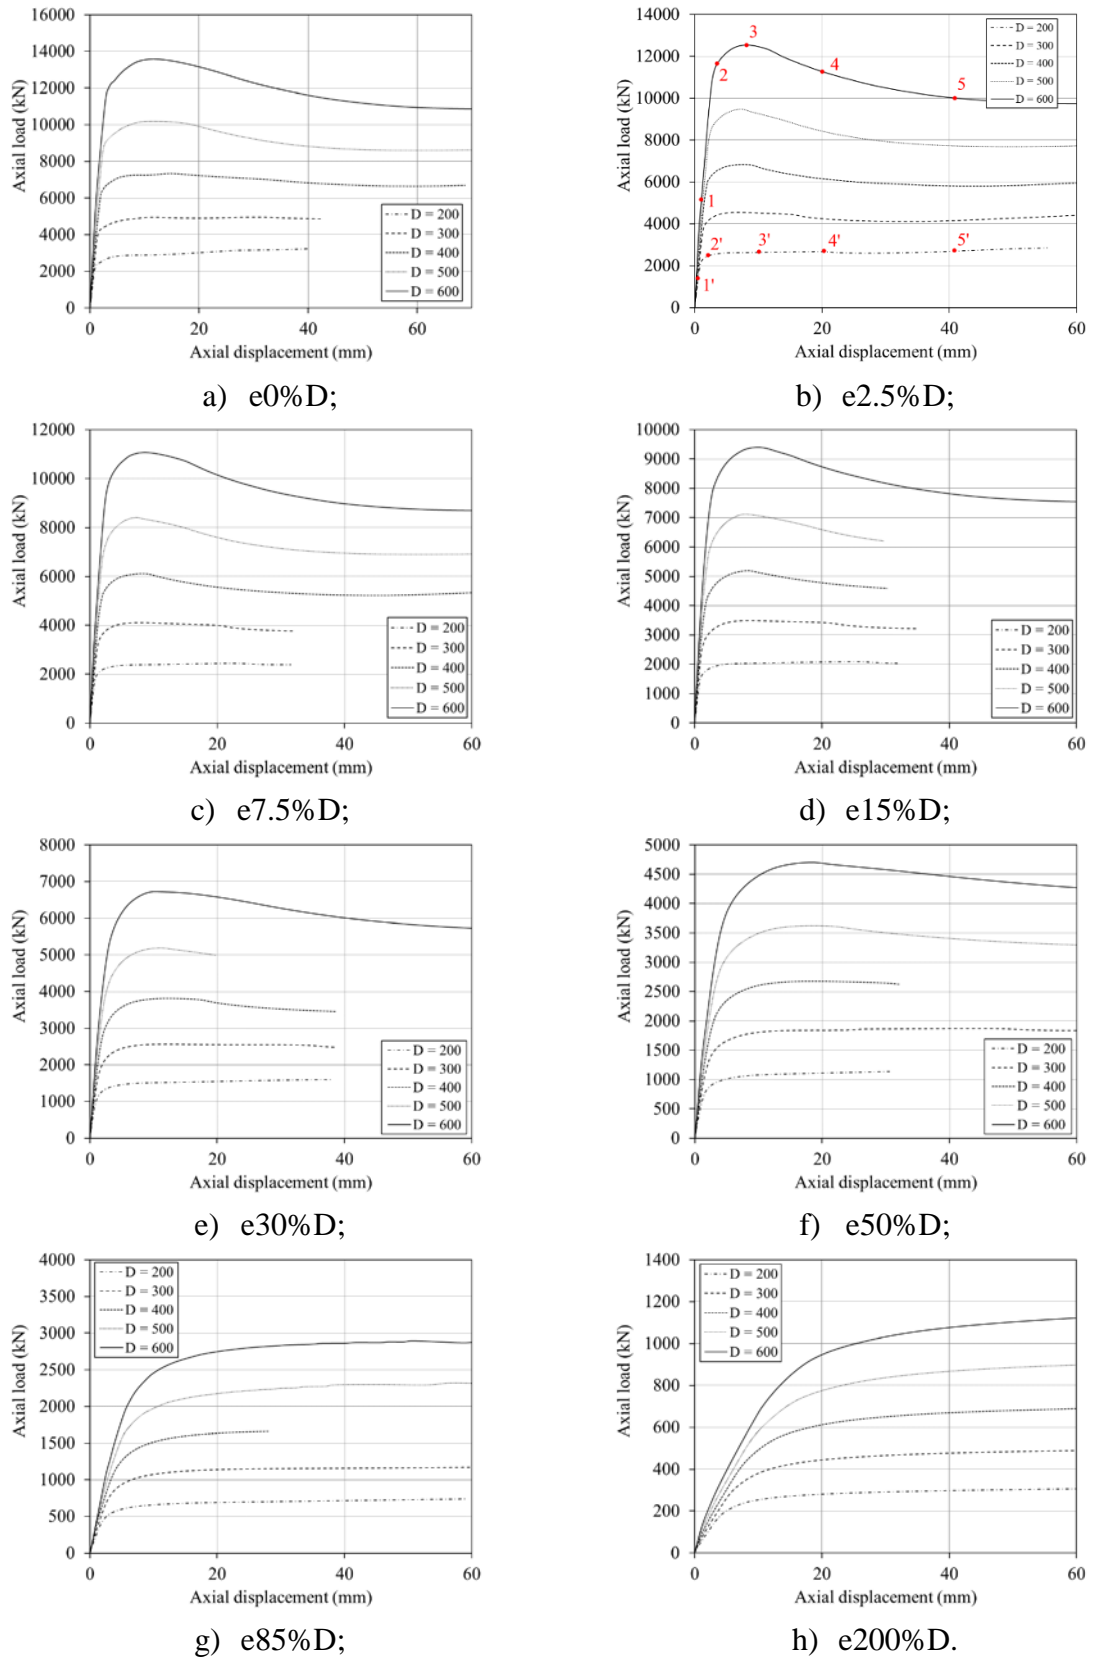 16000
14000
12000
10000
8000
6000
4000
2000
0
Axial load (kN)
D = 200
D = 300
D = 400
D = 500
D = 600
0 20 40 60
Axial displacement (mm)
a) e0%D;
14000
12000
10000
8000
6000
4000
2000
0
Axial load (kN)
D = 200
D = 300
D = 400
D = 500
D = 600
1
2
3
4
5
1'
2'
3'
4'
5'
0 20 40 60
Axial displacement (mm)
b) e2.5%D;
12000
10000
8000
6000
4000
2000
0
Axial load (kN)
D = 200
D = 300
D = 400
D = 500
D = 600
0 20 40 60
Axial displacement (mm)
c) e7.5%D;
10000
9000
8000
7000
6000
5000
4000
3000
2000
1000
0
Axial load (kN)
D = 200
D = 300
D = 400
D = 500
D = 600
0 20 40 60
Axial displacement (mm)
d) e15%D;
8000
7000
6000
5000
4000
3000
2000
1000
0
Axial load (kN)
D = 200
D = 300
D = 400
D = 500
D = 600
0 20 40 60
Axial displacement (mm)
e) e30%D;
5000
4500
4000
3500
3000
2500
2000
1500
1000
500
0
Axial load (kN)
D = 200
D = 300
D = 400
D = 500
D = 600
0 20 40 60
Axial displacement (mm)
f) e50%D;
4000
3500
3000
2500
2000
1500
1000
500
0
Axial load (kN)
D = 200
D = 300
D = 400
D = 500
D = 600
0 20 40 60
Axial displacement (mm)
g) e85%D;
1400
1200
1000
800
600
400
200
0
Axial load (kN)
D = 200
D = 300
D = 400
D = 500
D = 600
0 20 40 60
Axial displacement (mm)
h) e200%D.